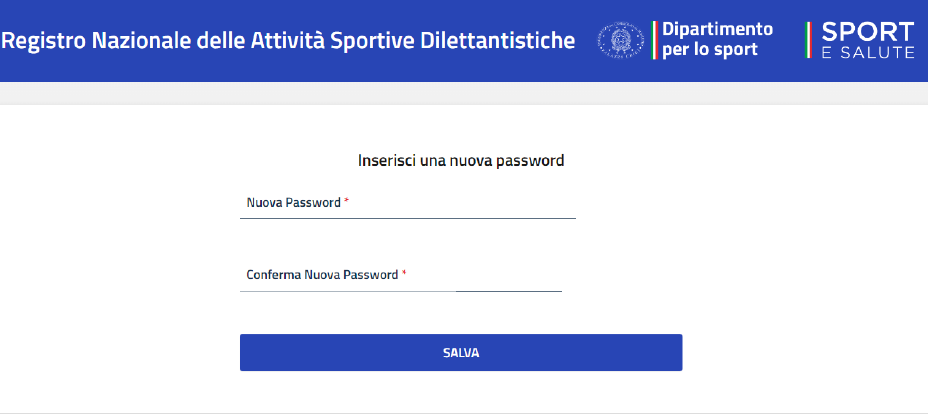 Registro Nazionale delle Attività Sportive Dilettantistiche
Dipartimento
per lo sport
SPORT
E SALUTE
Inserisci una nuova password
Nuova Password *
Conferma Nuova Password *
SALVA